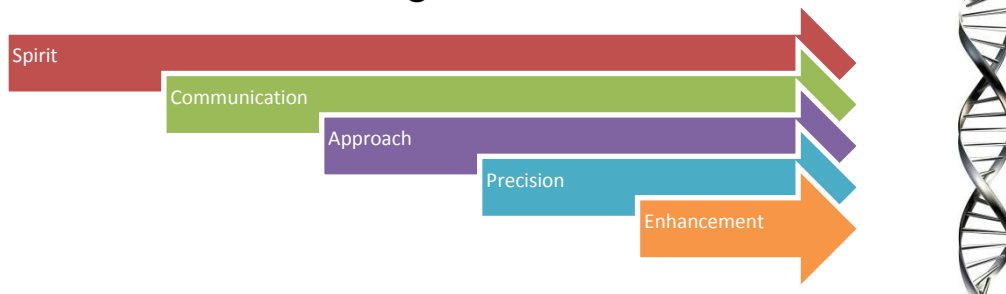 Spirit
Communication
Approach
Precision
Enhancement